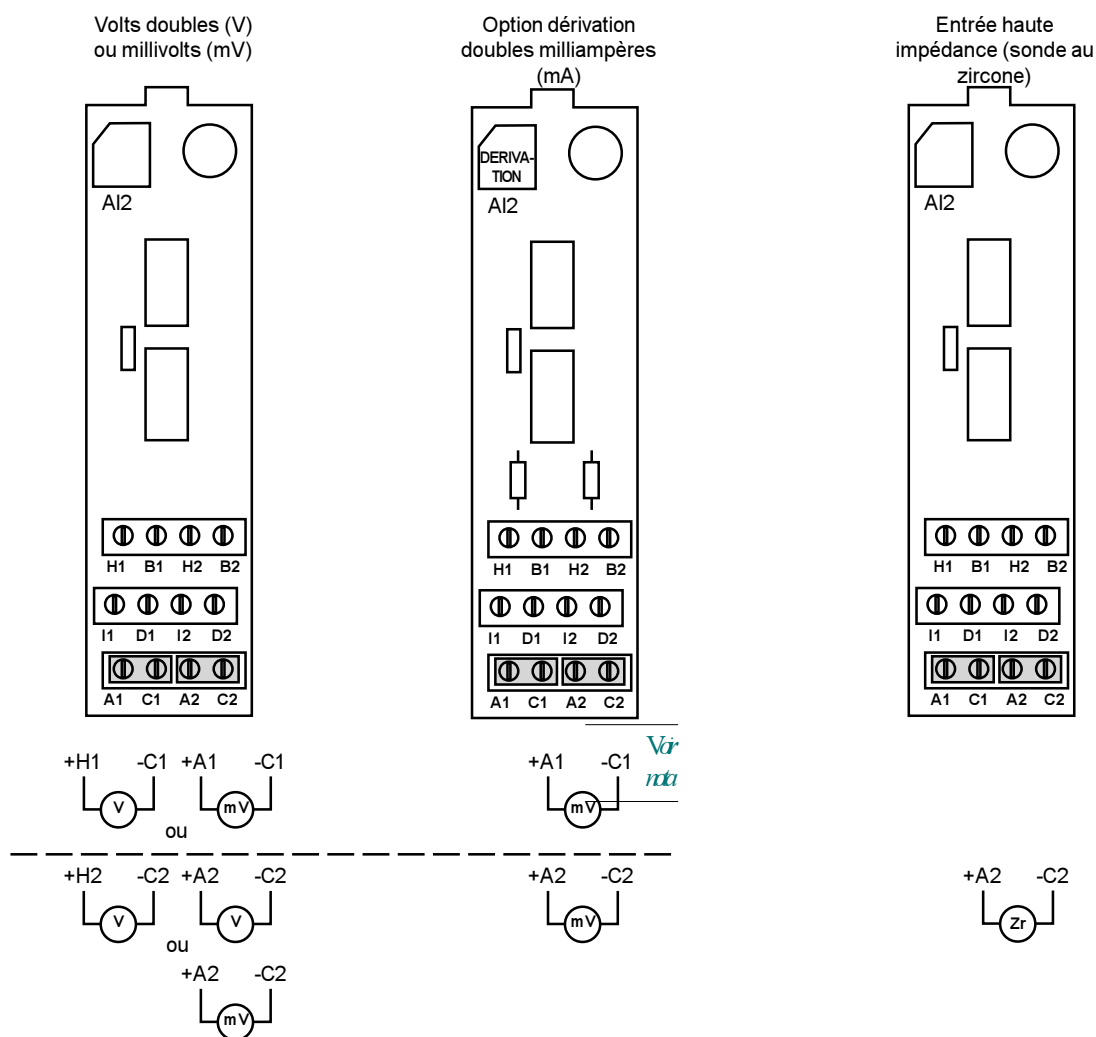 Volts doubles (V)
ou millivolts (mV)
Option dérivation
doubles milliampères
(mA)
Entrée haute
impédance (sonde au
zircone)
AI2
DERIVA-
TION
AI2
AI2
H1 B1 H2 B2
I1 D1 I2 D2
A1 C1 A2 C2
H1 B1 H2 B2
I1 D1 I2 D2
A1 C1 A2 C2
H1 B1 H2 B2
I1 D1 I2 D2
A1 C1 A2 C2
+H1 -C1 +A1 -C1
V mV
ou
+A1 -C1
mV
Voir
nota
+H2 -C2 +A2 -C2
V V
ou
+A2 -C2
mV
+A2 -C2
mV
+A2 -C2
Zr